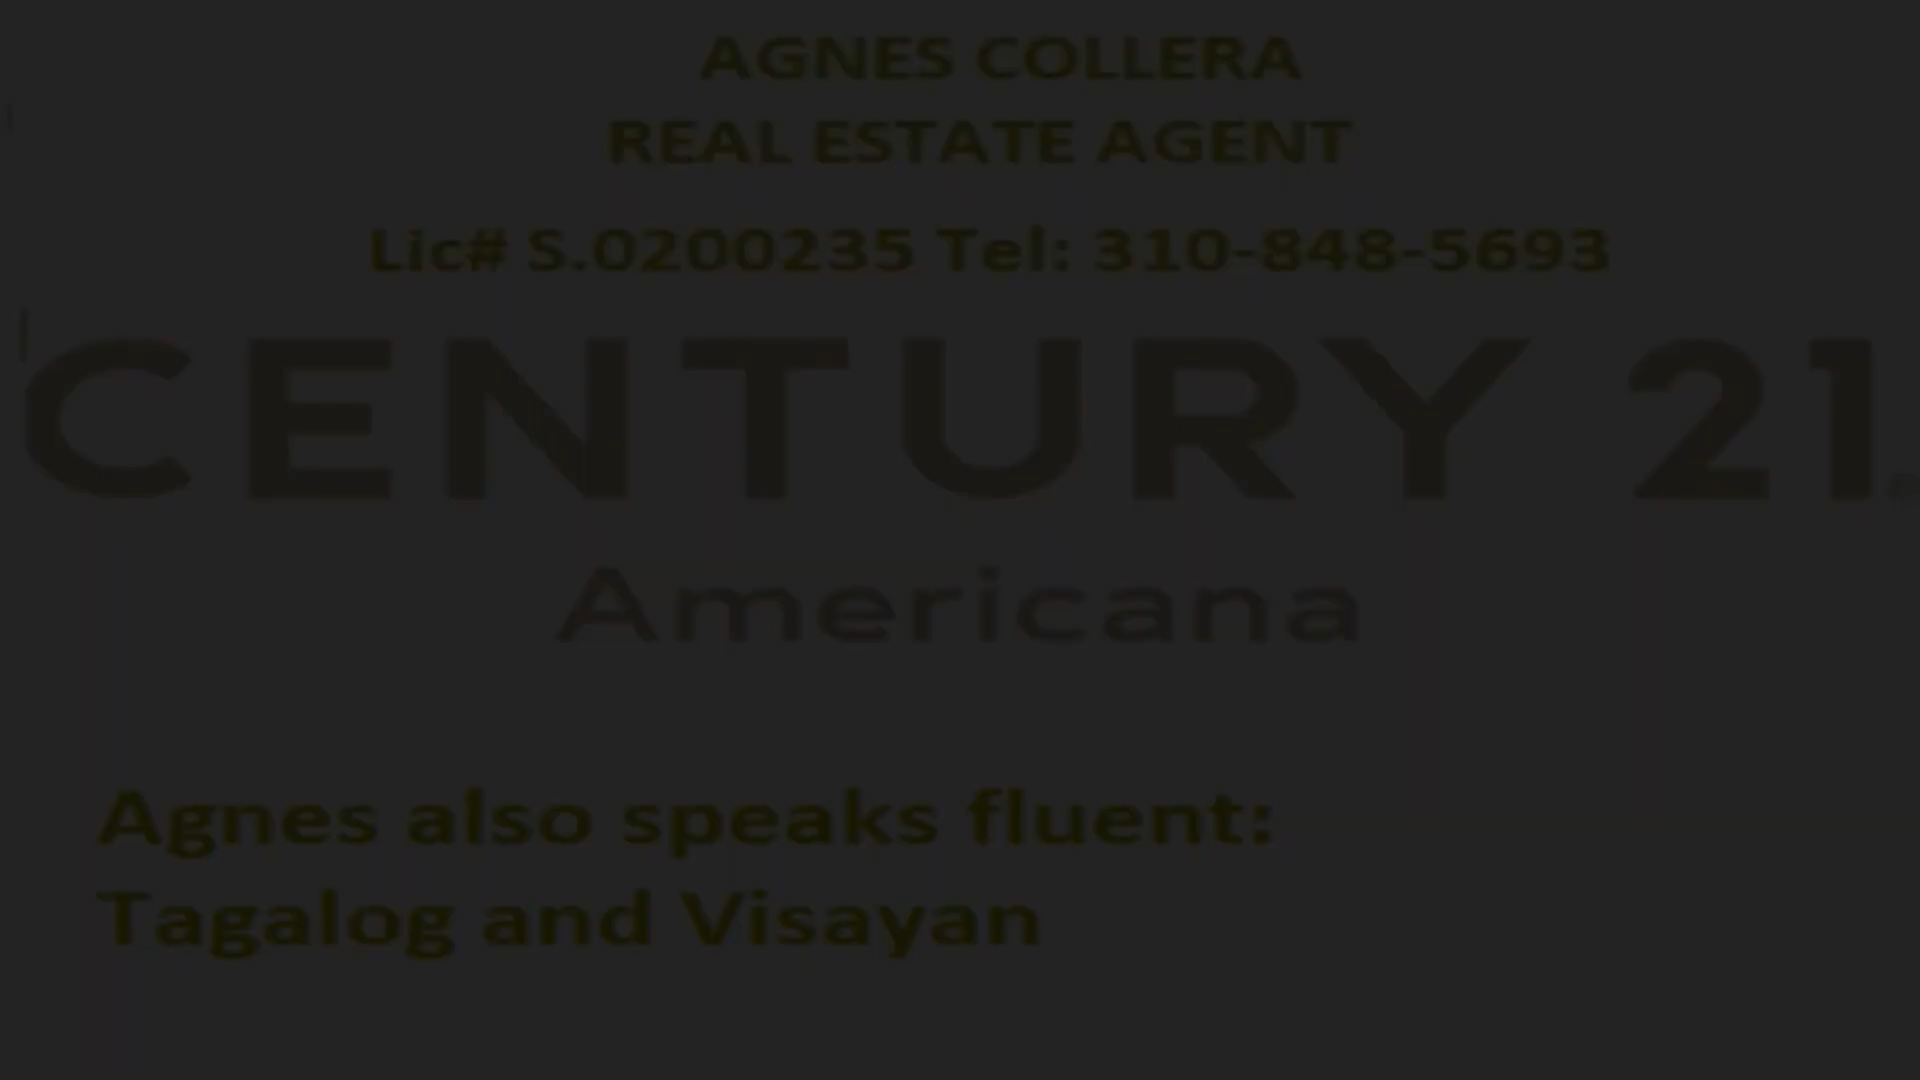 AGNES COLLERA
REAL ESTATE AGENT
Lic# S.0200235 Tel: 310-848-5693
CENTURY 21
Americana
Agnes also speaks fluent:
Tagalog and Visayan